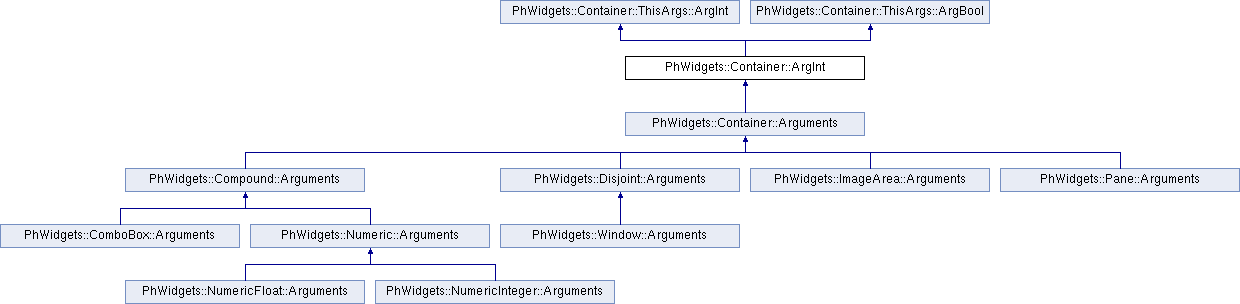 PhWidgets::Container::ThisArgs::ArgInt
PhWidgets::Container::ThisArgs::ArgBool
PhWidgets::Container::ArgInt
PhWidgets::Container::Arguments
PhWidgets::Compound::Arguments
PhWidgets::Disjoint::Arguments
PhWidgets::ImageArea::Arguments
PhWidgets::Pane::Arguments
PhWidgets::ComboBox::Arguments
PhWidgets::Numeric::Arguments
PhWidgets::Window::Arguments
PhWidgets::NumericFloat::Arguments
PhWidgets::NumericInteger::Arguments